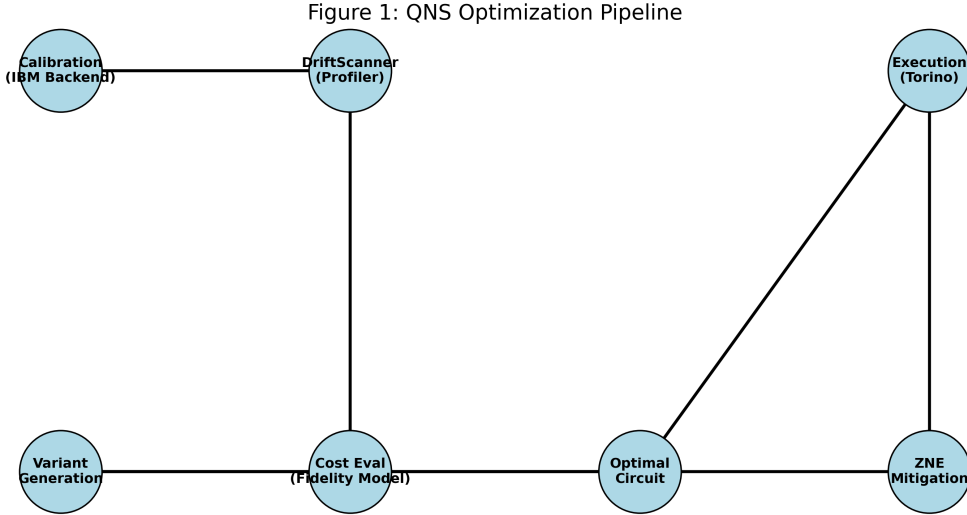 Figure 1: QNS Optimization Pipeline
Calibration
(IBM Backend)
DriftScanner
(Profiler)
Execution
(Torino)
Variant
Generation
Cost Eval
(Fidelity Model)
Optimal
Circuit
ZNE
Mitigation